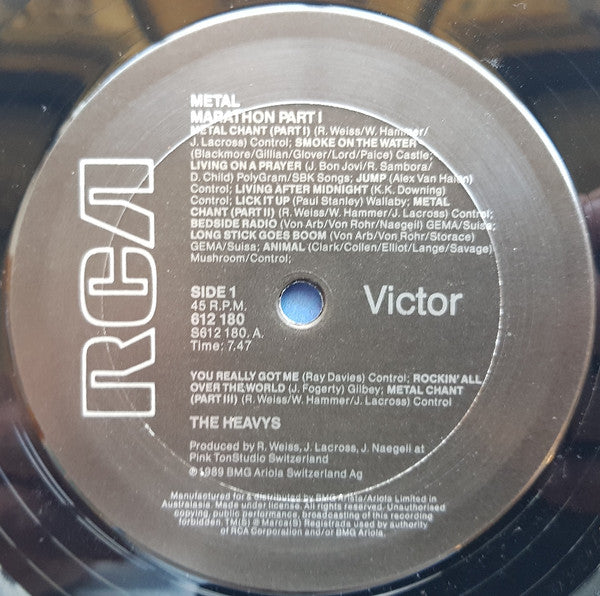 METAL
MARATHON PART I
METAL CHANT (PART I) (R. Weiss/W. Hammer/
J. Lacross) Control; SMOKE ON THE WATER
(Blackmore/Gillian/Glover/Lord/Paice) Castle;
LIVING ON A PRAYER (J. Bon Jovi/R. Sambora/
D. Child) PolyGram/SBK Songs; JUMP (Alex Van Halen)
Control; LIVING AFTER MIDNIGHT (K.K. Downing)
Control; LICK IT UP (Paul Stanley) Wallaby; METAL
CHANT (PART II) (R. Weiss/W. Hammer/J. Lacross) Control;
BEDSIDE RADIO (Von Arb/Von Rohr/Naegeli) GEMA/Suisa;
LONG STICK GOES BOOM (Von Arb/Von Rohr/Storace)
GEMA/Suisa; ANIMAL (Clark/Collen/Elliot/Lange/Savage)
Mushroom/Control;
RCA
SIDE 1
45 R.P.M.
612 180
S612 180. A.
Time: 7.47
Victor
YOU REALLY GOT ME (Ray Davies) Control; ROCKIN' ALL
OVER THE WORLD (J. Fogerty) Gilbey; METAL CHANT
(PART III) (R. Weiss/W. Hammer/J. Lacross) Control
THE HEAVYS
Produced by R. Weiss, J. Lacross, J. Naegeli at
Pink TonStudio Switzerland
℗ 1989 BMG Ariola Switzerland Ag
Manufactured for & distributed by BMG Arista/Ariola Limited in
Australasia. Made under license. All rights reserved. Unauthorised
copying, public performance, broadcasting of this recording
forbidden. TM(S) ® Marca(s) Registrada used by authority
of RCA Corporation and/or BMG Ariola.